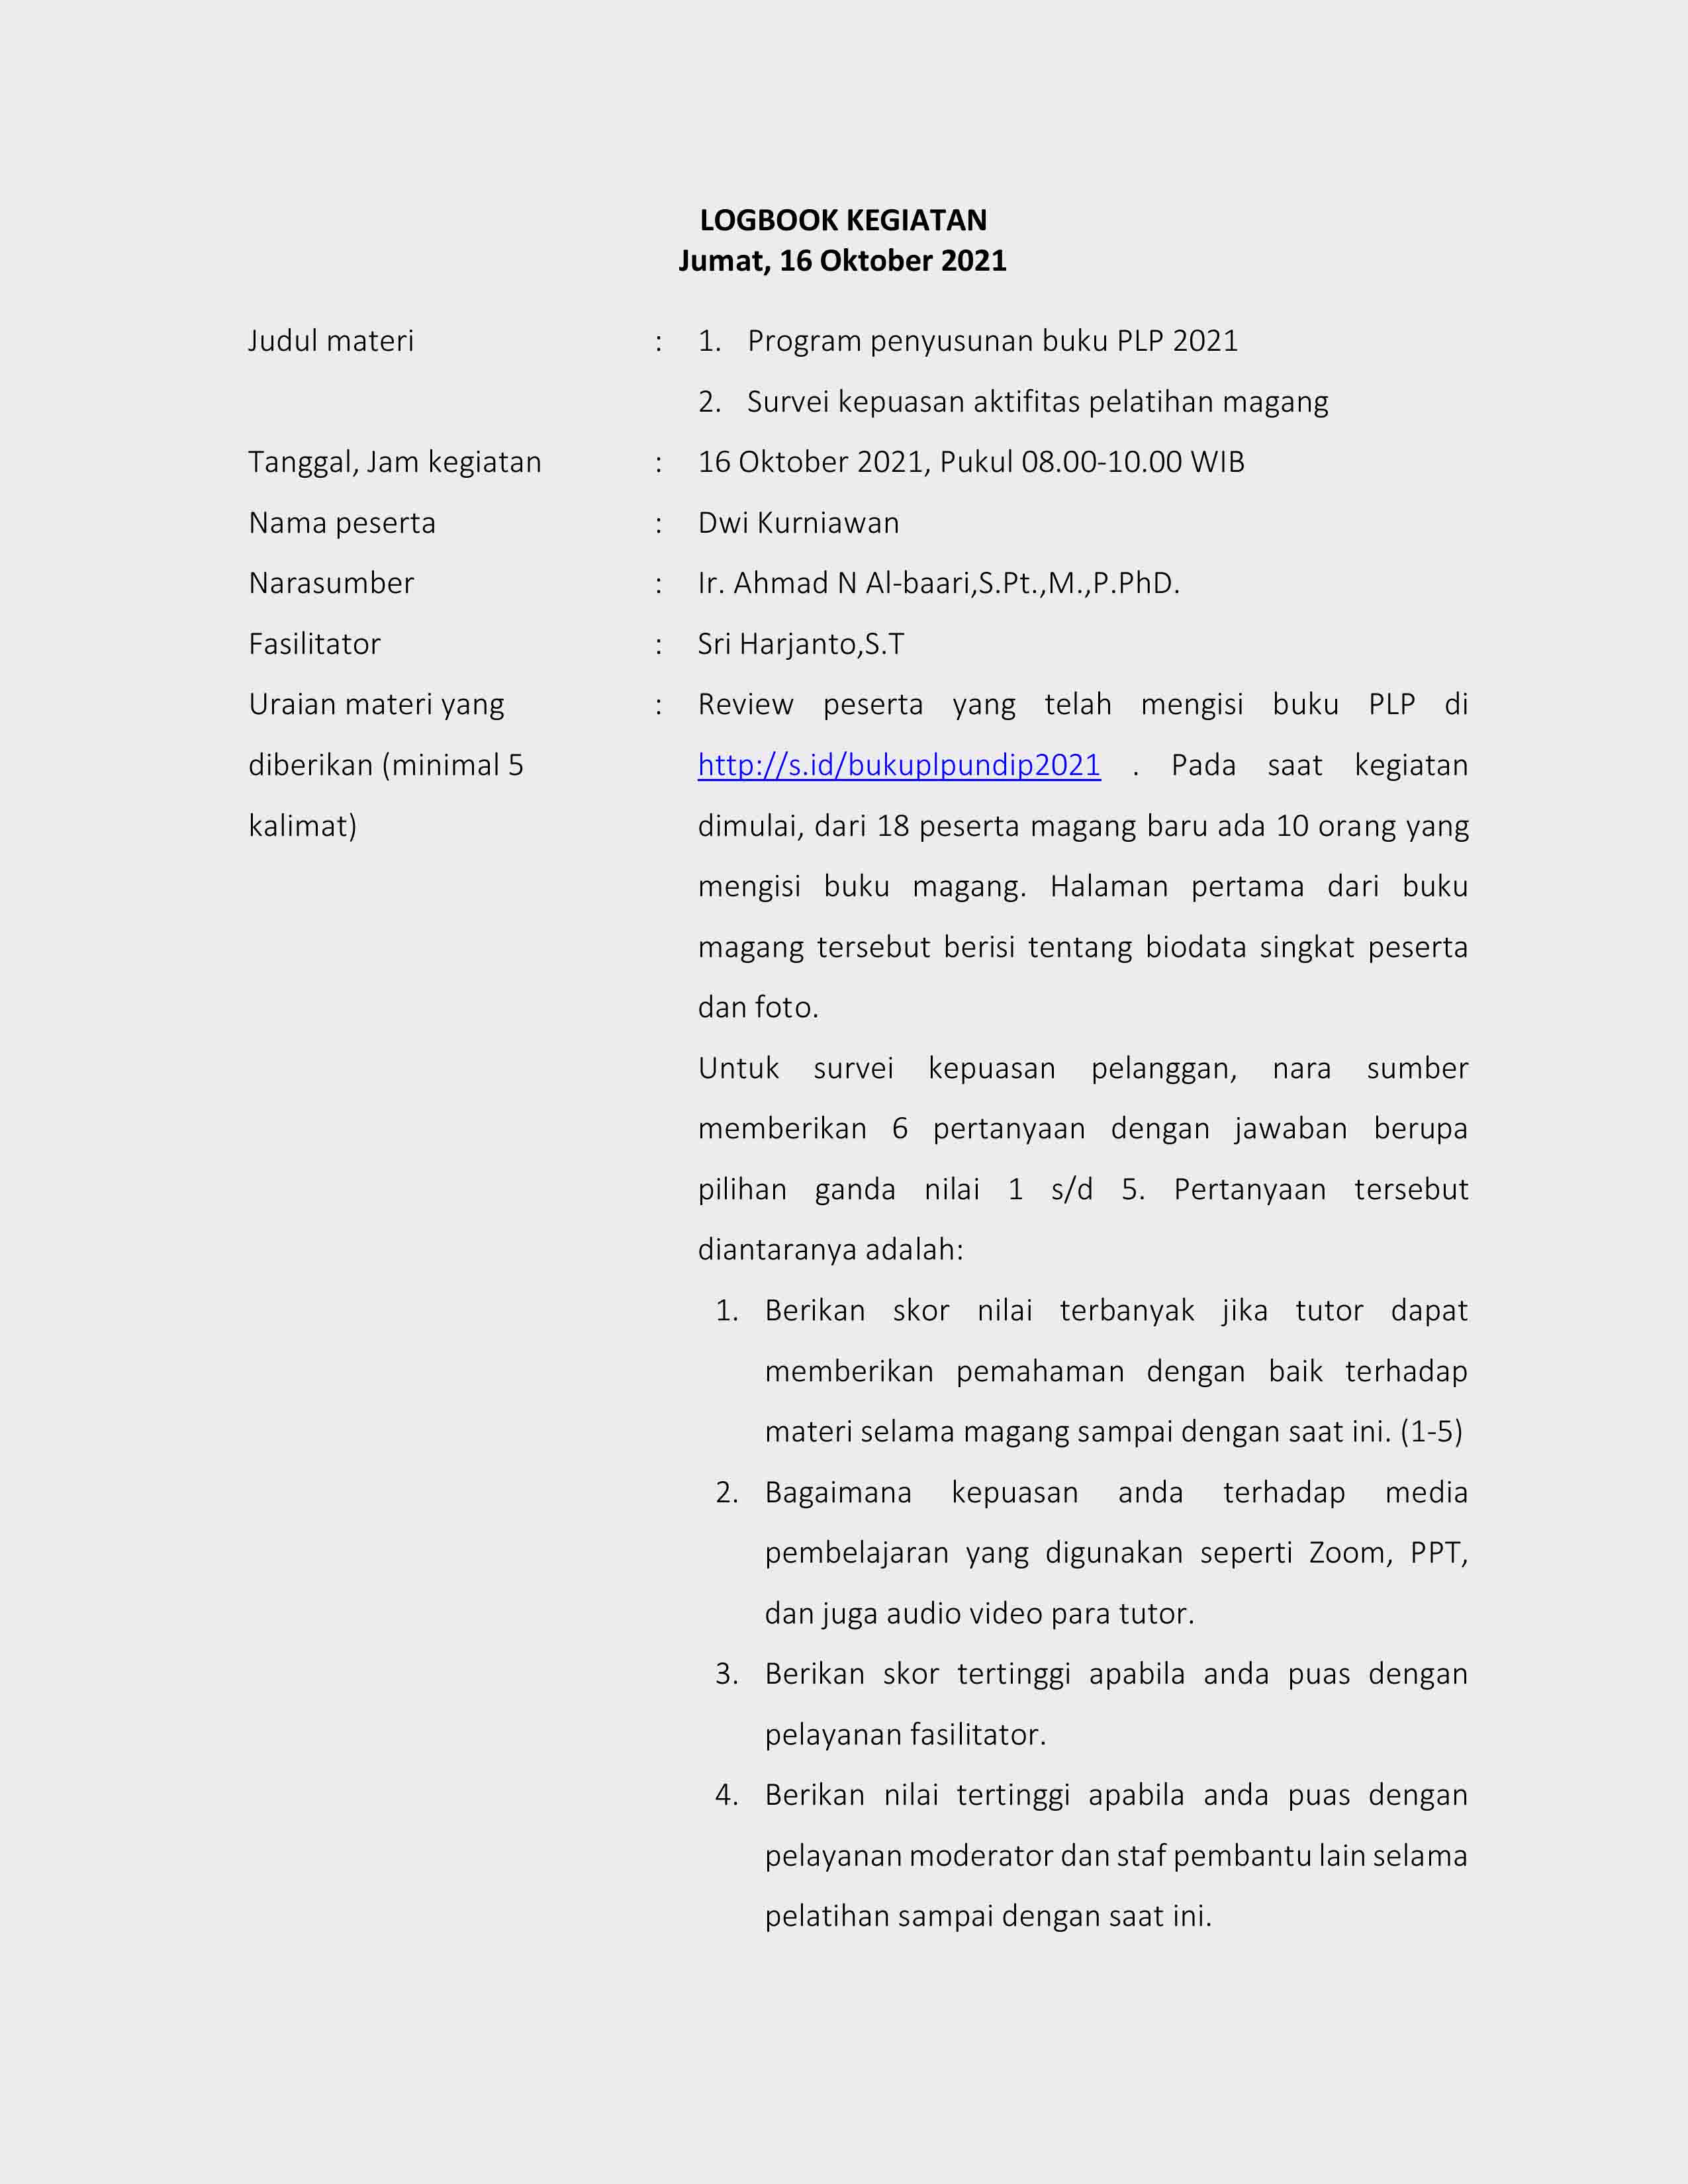 LOGBOOK KEGIATAN
Jumat, 16 Oktober 2021
Judul materi : 1. Program penyusunan buku PLP 2021
2. Survei kepuasan aktifitas pelatihan magang
Tanggal, Jam kegiatan : 16 Oktober 2021, Pukul 08.00-10.00 WIB
Nama peserta : Dwi Kurniawan
Narasumber : Ir. Ahmad N Al-baari,S.Pt.,M.,P.PhD.
Fasilitator : Sri Harjanto,S.T
Uraian materi yang : Review peserta yang telah mengisi buku PLP di
diberikan (minimal 5 http://s.id/bukuplpundip2021 . Pada saat kegiatan
kalimat) dimulai, dari 18 peserta magang baru ada 10 orang yang
mengisi buku magang. Halaman pertama dari buku
magang tersebut berisi tentang biodata singkat peserta
dan foto.
Untuk survei kepuasan pelanggan, nara sumber
memberikan 6 pertanyaan dengan jawaban berupa
pilihan ganda nilai 1 s/d 5. Pertanyaan tersebut
diantaranya adalah:
1. Berikan skor nilai terbanyak jika tutor dapat
memberikan pemahaman dengan baik terhadap
materi selama magang sampai dengan saat ini. (1-5)
2. Bagaimana kepuasan anda terhadap media
pembelajaran yang digunakan seperti Zoom, PPT,
dan juga audio video para tutor.
3. Berikan skor tertinggi apabila anda puas dengan
pelayanan fasilitator.
4. Berikan nilai tertinggi apabila anda puas dengan
pelayanan moderator dan staf pembantu lain selama
pelatihan sampai dengan saat ini.